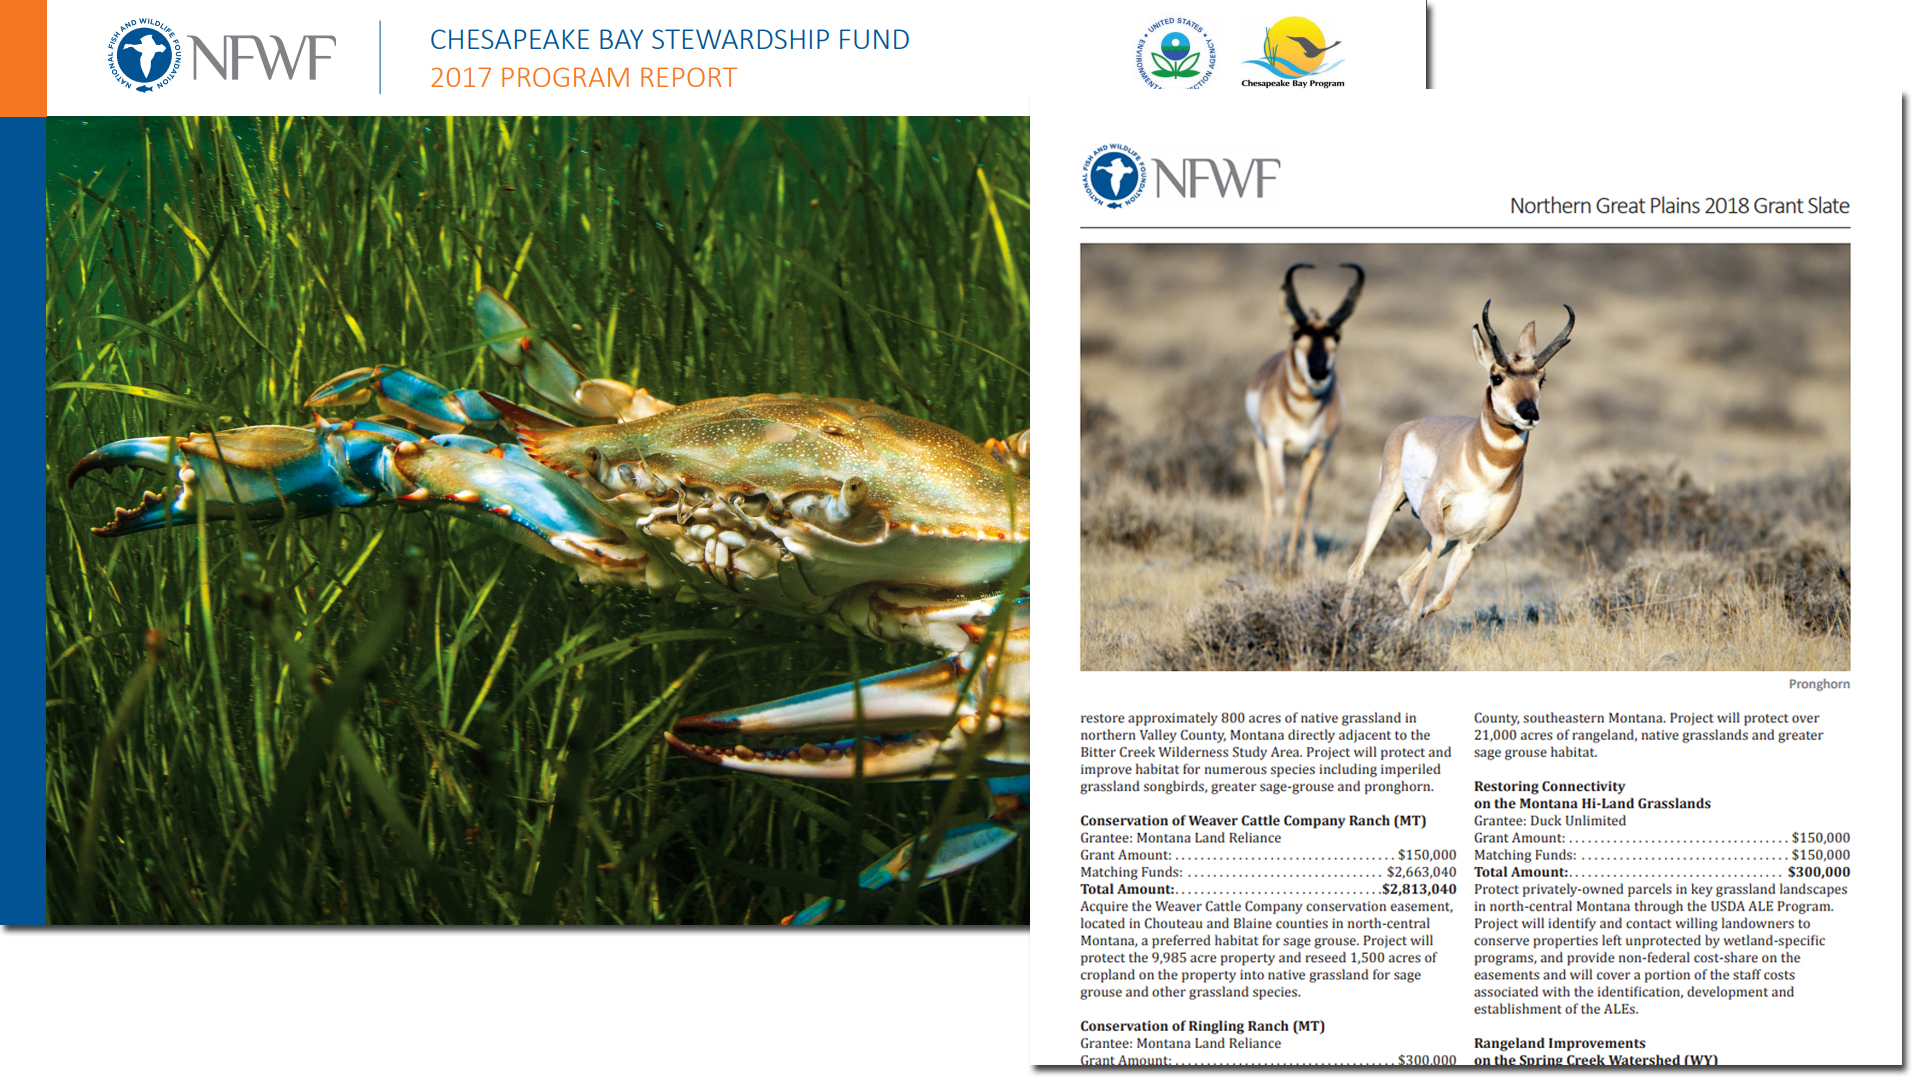 NATIONAL FISH AND WILDLIFE FOUNDATION
NFWF
CHESAPEAKE BAY STEWARDSHIP FUND
2017 PROGRAM REPORT
UNITED STATES
Chesapeake Bay Program
NATIONAL FISH AND WILDLIFE FOUNDATION
NFWF
Northern Great Plains 2018 Grant Slate
Pronghorn
restore approximately 800 acres of native grassland in
northern Valley County, Montana directly adjacent to the
Bitter Creek Wilderness Study Area. Project will protect and
improve habitat for numerous species including imperiled
grassland songbirds, greater sage-grouse and pronghorn.
Conservation of Weaver Cattle Company Ranch (MT)
Grantee: Montana Land Reliance
Grant Amount: . . . . . . . . . . . . . . . . . . . . . . . . . . . . . . . . . . $150,000
Matching Funds: . . . . . . . . . . . . . . . . . . . . . . . . . . . . . . $2,663,040
Total Amount:. . . . . . . . . . . . . . . . . . . . . . . . . . . . . . . .$2,813,040
Acquire the Weaver Cattle Company conservation easement,
located in Chouteau and Blaine counties in north-central
Montana, a preferred habitat for sage grouse. Project will
protect the 9,985 acre property and reseed 1,500 acres of
cropland on the property into native grassland for sage
grouse and other grassland species.
Conservation of Ringling Ranch (MT)
Grantee: Montana Land Reliance
Grant Amount: . . . . . . . . . . . . . . . . . . . . . . . . . . . . . . . . . . $300,000
County, southeastern Montana. Project will protect over
21,000 acres of rangeland, native grasslands and greater
sage grouse habitat.
Restoring Connectivity
on the Montana Hi-Land Grasslands
Grantee: Duck Unlimited
Grant Amount: . . . . . . . . . . . . . . . . . . . . . . . . . . . . . . . . . . $150,000
Matching Funds: . . . . . . . . . . . . . . . . . . . . . . . . . . . . . . . . $150,000
Total Amount:. . . . . . . . . . . . . . . . . . . . . . . . . . . . . . . . . $300,000
Protect privately-owned parcels in key grassland landscapes
in north-central Montana through the USDA ALE Program.
Project will identify and contact willing landowners to
conserve properties left unprotected by wetland-specific
programs, and provide non-federal cost-share on the
easements and will cover a portion of the staff costs
associated with the identification, development and
establishment of the ALEs.
Rangeland Improvements
on the Spring Creek Watershed (WY)